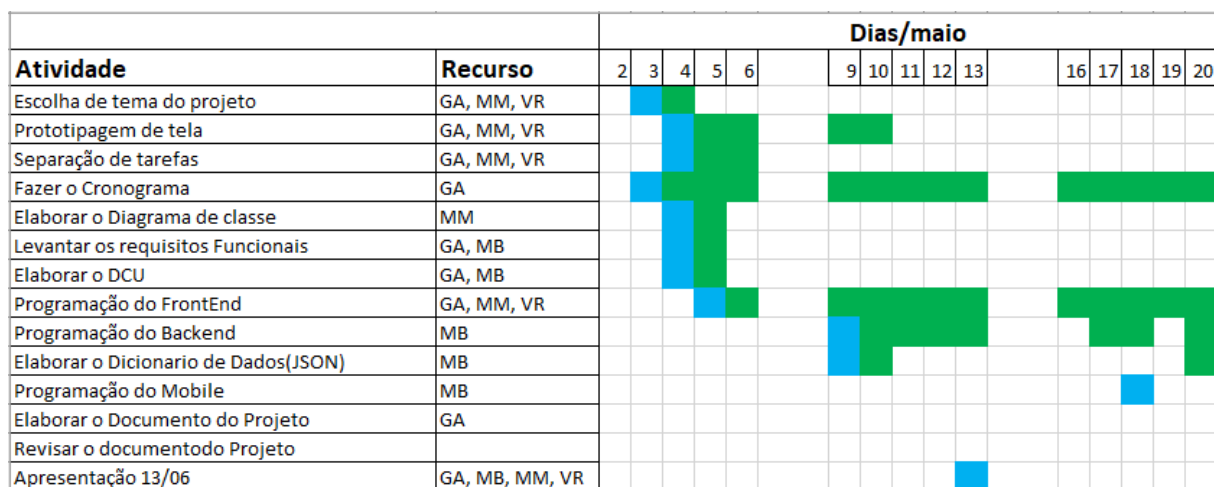 Dias/maio
Atividade Recurso 2 3 4 5 6 9 10 11 12 13 16 17 18 19 20
Escolha de tema do projeto GA, MM, VR
Prototipagem de tela GA, MM, VR
Separação de tarefas GA, MM, VR
Fazer o Cronograma GA
Elaborar o Diagrama de classe MM
Levantar os requisitos Funcionais GA, MB
Elaborar o DCU GA, MB
Programação do FrontEnd GA, MM, VR
Programação do Backend MB
Elaborar o Dicionario de Dados(JSON) MB
Programação do Mobile MB
Elaborar o Documento do Projeto GA
Revisar o documentodo Projeto
Apresentação 13/06 GA, MB, MM, VR